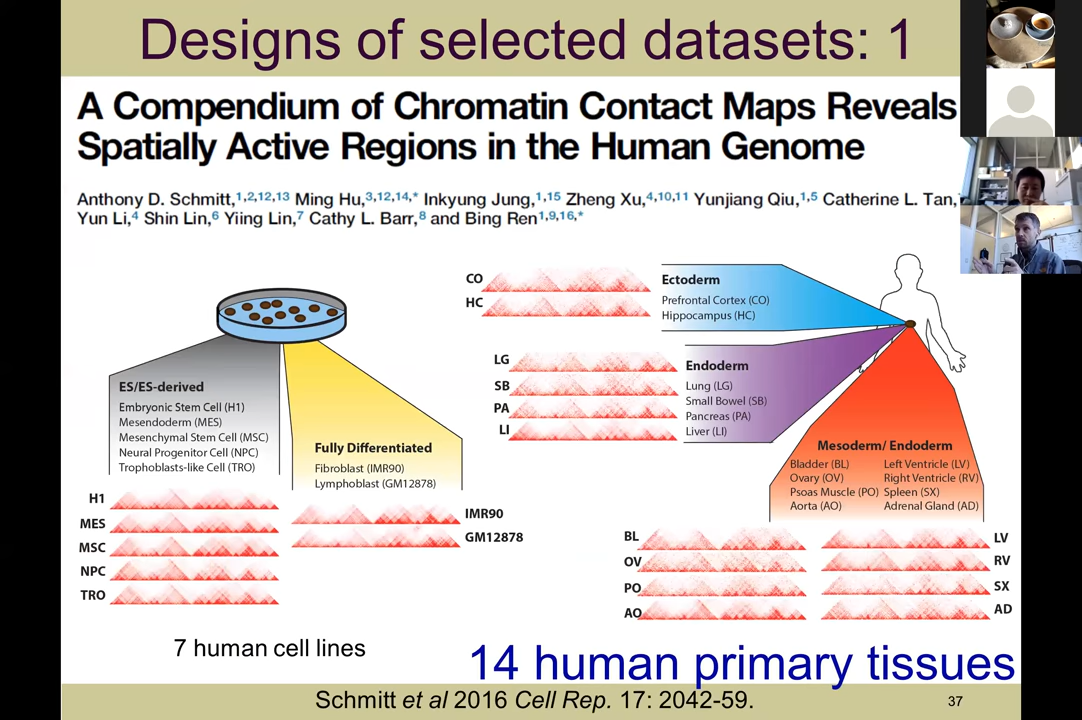 Designs of selected datasets: 1
A Compendium of Chromatin Contact Maps Reveals
Spatially Active Regions in the Human Genome
Anthony D. Schmitt,1,2,12,13 Ming Hu,3,12,14,* Inkyung Jung,1,15 Zheng Xu,4,10,11 Yunjiang Qiu,1,5 Catherine L. Tan,
Yun Li,4 Shin Lin,6 Yiing Lin,7 Cathy L. Barr,8 and Bing Ren1,9,16,*
ES/ES-derived
Embryonic Stem Cell (H1)
Mesendoderm (MES)
Mesenchymal Stem Cell (MSC)
Neural Progenitor Cell (NPC)
Trophoblasts-like Cell (TRO)
Fully Differentiated
Fibroblast (IMR90)
Lymphoblast (GM12878)
H1
MES
MSC
NPC
TRO
IMR90
GM12878
7 human cell lines
CO
HC
Ectoderm
Prefrontal Cortex (CO)
Hippocampus (HC)
LG
SB
PA
LI
Endoderm
Lung (LG)
Small Bowel (SB)
Pancreas (PA)
Liver (LI)
Mesoderm/ Endoderm
Bladder (BL) Left Ventricle (LV)
Ovary (OV) Right Ventricle (RV)
Psoas Muscle (PO) Spleen (SX)
Aorta (AO) Adrenal Gland (AD)
BL
OV
PO
AO
LV
RV
SX
AD
14 human primary tissues
Schmitt et al 2016 Cell Rep. 17: 2042-59.
37